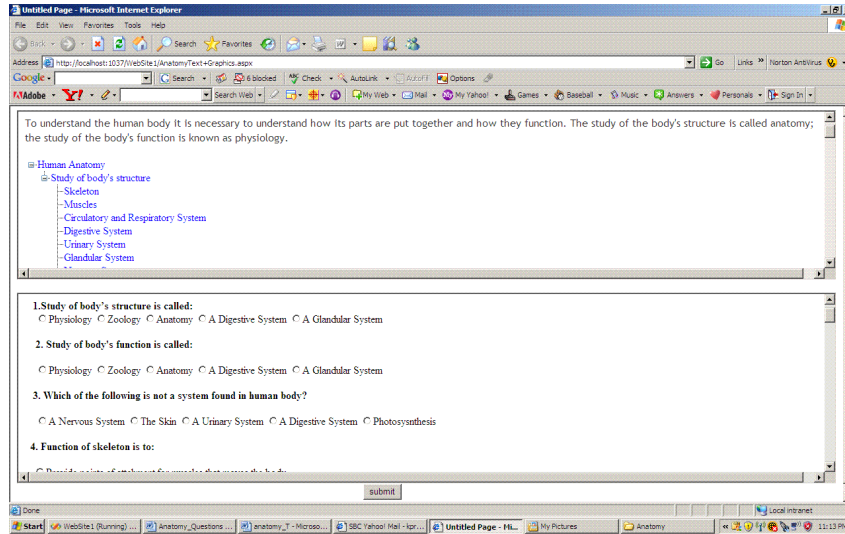 Untitled Page - Microsoft Internet Explorer
File Edit View Favorites Tools Help
Back Search Favorites
Address http://localhost:1037/WebSite1/AnatomyText+Graphics.aspx Go Links » Norton AntiVirus
Google Search 6 blocked Check AutoLink AutoFill Options
Adobe Y! Search Web My Web Mail My Yahoo! Games Baseball Music Answers Personals Sign In
To understand the human body it is necessary to understand how its parts are put together and how they function. The study of the body's structure is called anatomy;
the study of the body's function is known as physiology.
Human Anatomy
Study of body's structure
Skeleton
Muscles
Circulatory and Respiratory System
Digestive System
Urinary System
Glandular System
1.Study of body's structure is called:
Physiology Zoology Anatomy A Digestive System A Glandular System
2. Study of body's function is called:
Physiology Zoology Anatomy A Digestive System A Glandular System
3. Which of the following is not a system found in human body?
A Nervous System The Skin A Urinary System A Digestive System Photosysnthesis
4. Function of skeleton is to:
submit
Done Local intranet
Start WebSite1 (Running) ... Anatomy_Questions ... anatomy_T - Microso... SBC Yahoo! Mail - kpr... Untitled Page - Mi... My Pictures Anatomy « 11:13 PM